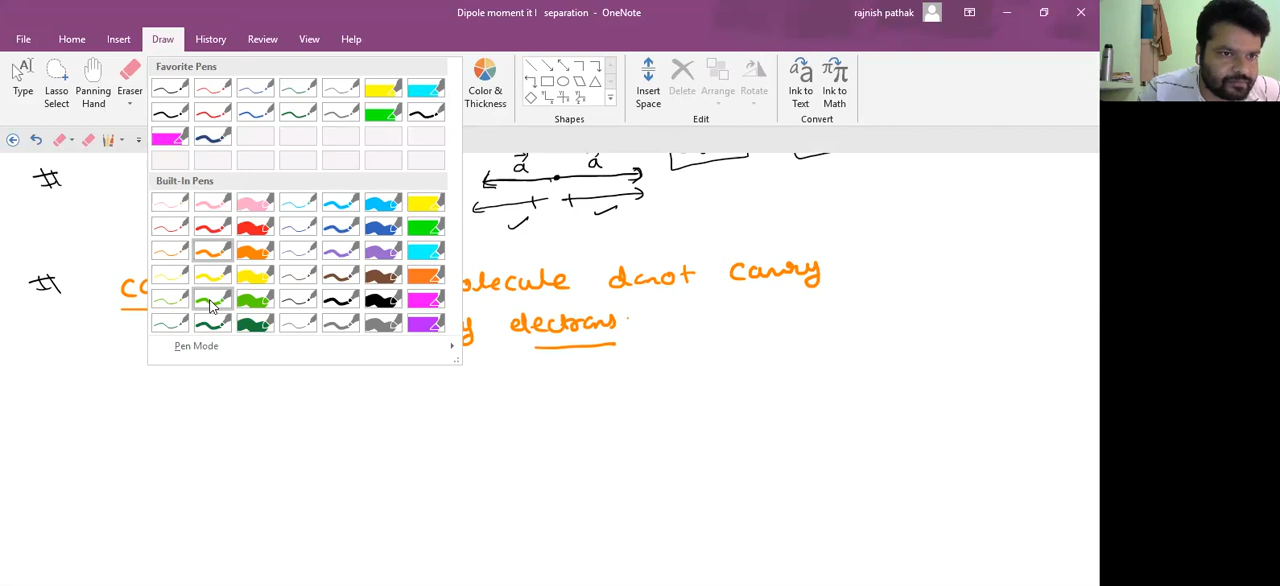 Dipole moment it l separation - OneNote
rajnish pathak
File Home Insert Draw History Review View Help
Favorite Pens
Type
Lasso Select
Panning Hand
Eraser
Color & Thickness
Shapes
Insert Space
Delete
Arrange
Rotate
Edit
Ink to Text
Ink to Math
Convert
Built-In Pens
a a
#
# molecule donot carry
electrons
Pen Mode